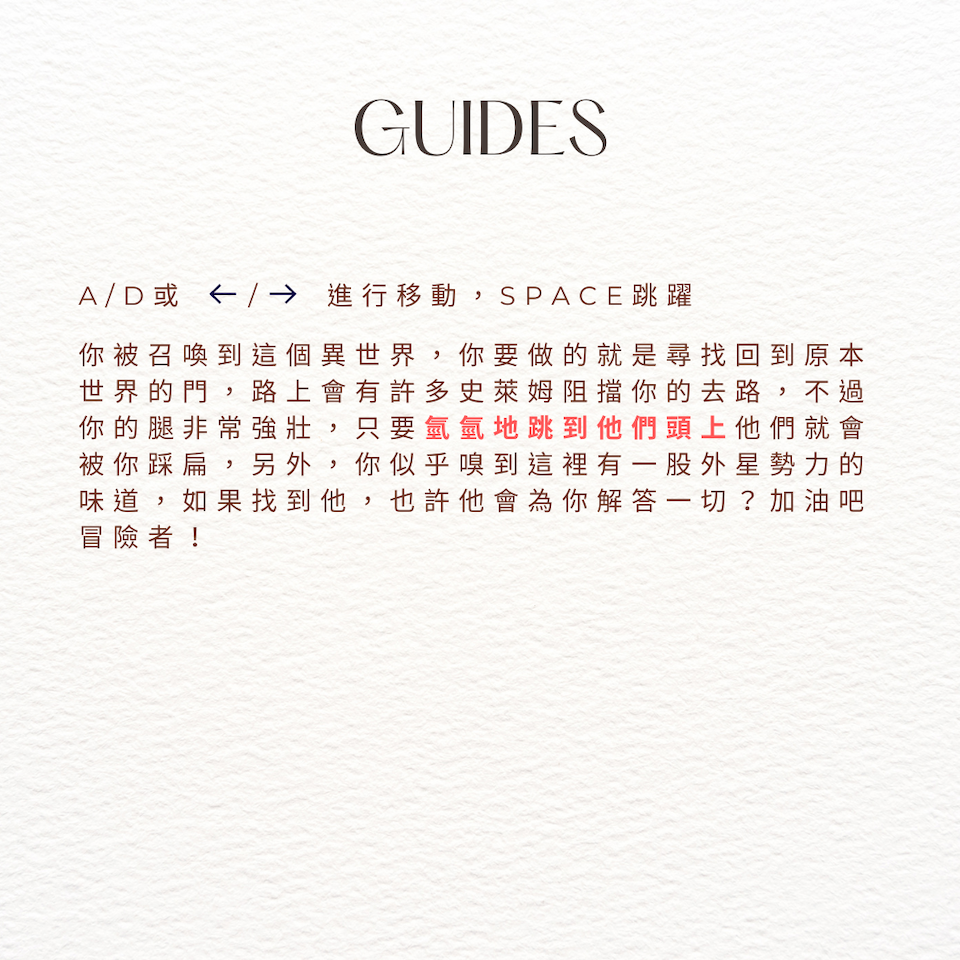 GUIDES
A/D或 ←/→ 進行移動，SPACE跳躍
你被召喚到這個異世界，你要做的就是尋找回到原本
世界的門，路上會有許多史萊姆阻擋你的去路，不過
你的腿非常強壯，只要氫氫地跳到他們頭上他們就會
被你踩扁，另外，你似乎嗅到這裡有一股外星勢力的
味道，如果找到他，也許他會為你解答一切？加油吧
冒險者！